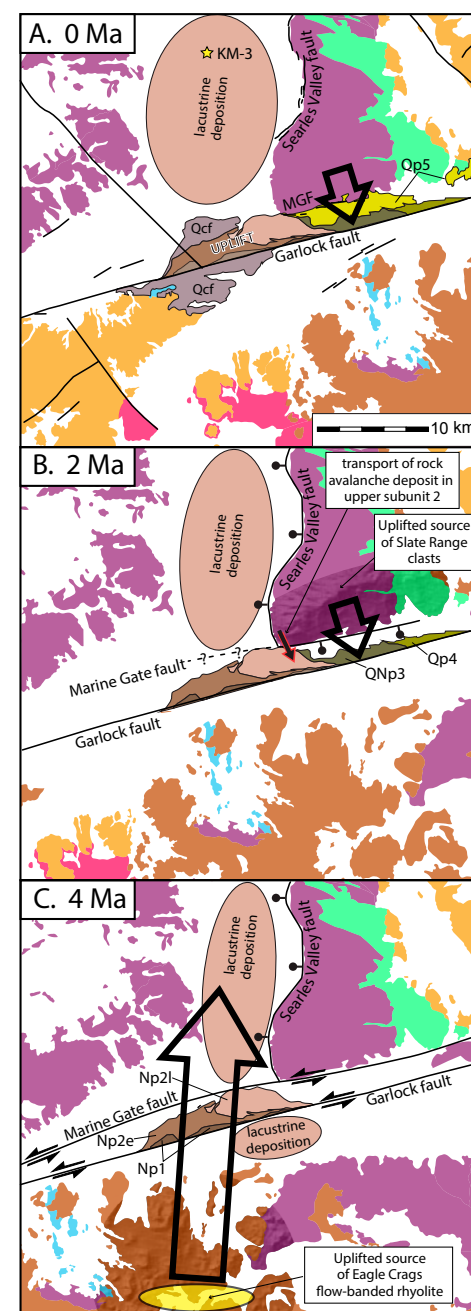 A. 0 Ma
KM-3
lacustrine
deposition
Searles Valley fault
Qp5
MGF
Qcf
UPLIFT
Garlock fault
Qcf
10 km
B. 2 Ma
transport of rock
avalanche deposit in
upper subunit 2
lacustrine
deposition
Searles Valley fault
Uplifted source
of Slate Range
clasts
Marine Gate fault
? ?
QNp3
Qp4
Garlock fault
C. 4 Ma
lacustrine
deposition
Searles Valley fault
Np2l
Marine Gate fault
Garlock fault
Np2e
Np1
lacustrine
deposition
Uplifted source
of Eagle Crags
flow-banded rhyolite